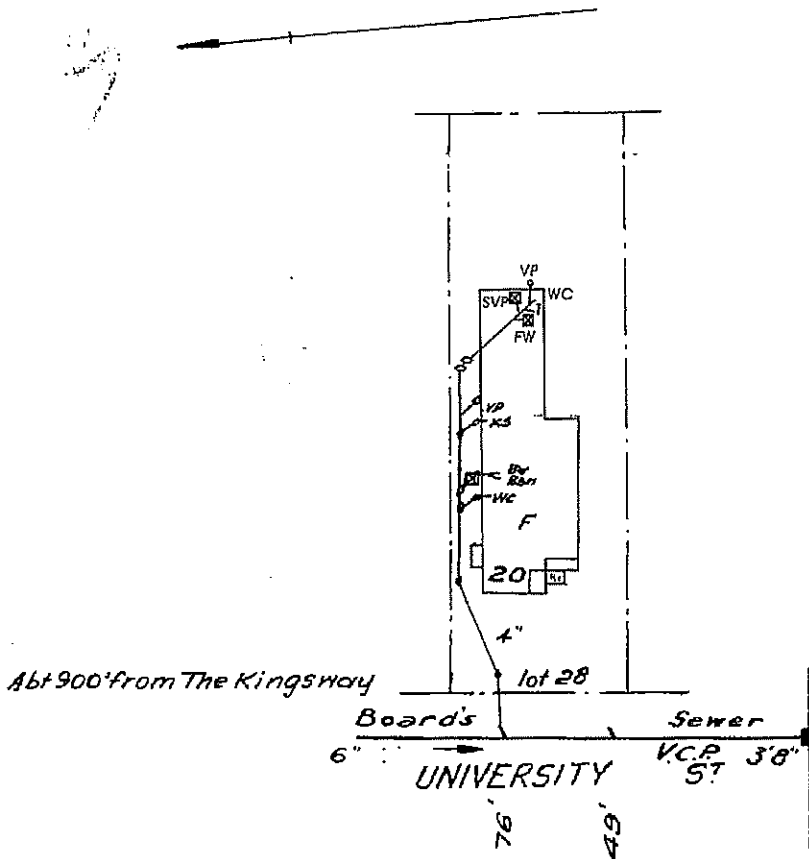 VP
SVP
WC
FW
VP
KS
WC
F
20
4"
Abt 900' from The Kingsway
lot 28
Board's Sewer
6"
V.C.P. 3'8"
UNIVERSITY ST
76'
49'